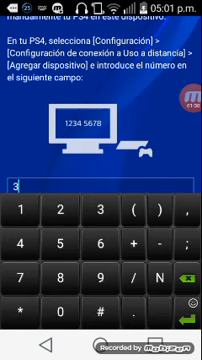 25
05:01 p.m.
mandamiento tu PS4 en este dispositivo.
En tu PS4, selecciona [Configuración] >
[Configuración de conexión a Uso a distancia] >
[Agregar dispositivo] e introduce el número en
el siguiente campo:
1234 5678
3
1 2 3 ( ) ,
4 5 6 + - ;
7 8 9 / N
* 0 # .
Recorded by Mobizen